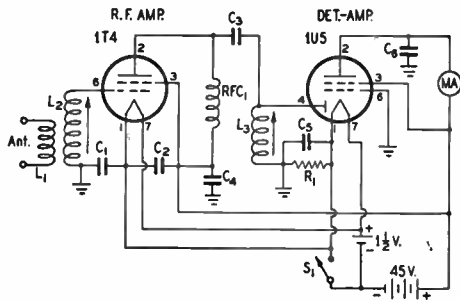 R.F. AMP.
1T4
DET.-AMP.
1U5
C3
C6
2
2
6
3
RFC1
4
3
6
MA
L2
L3
1
7
1
7
Ant.
C1
C2
C5
L1
C4
R1
+
1½ V.
-
S1
45 V.
- +